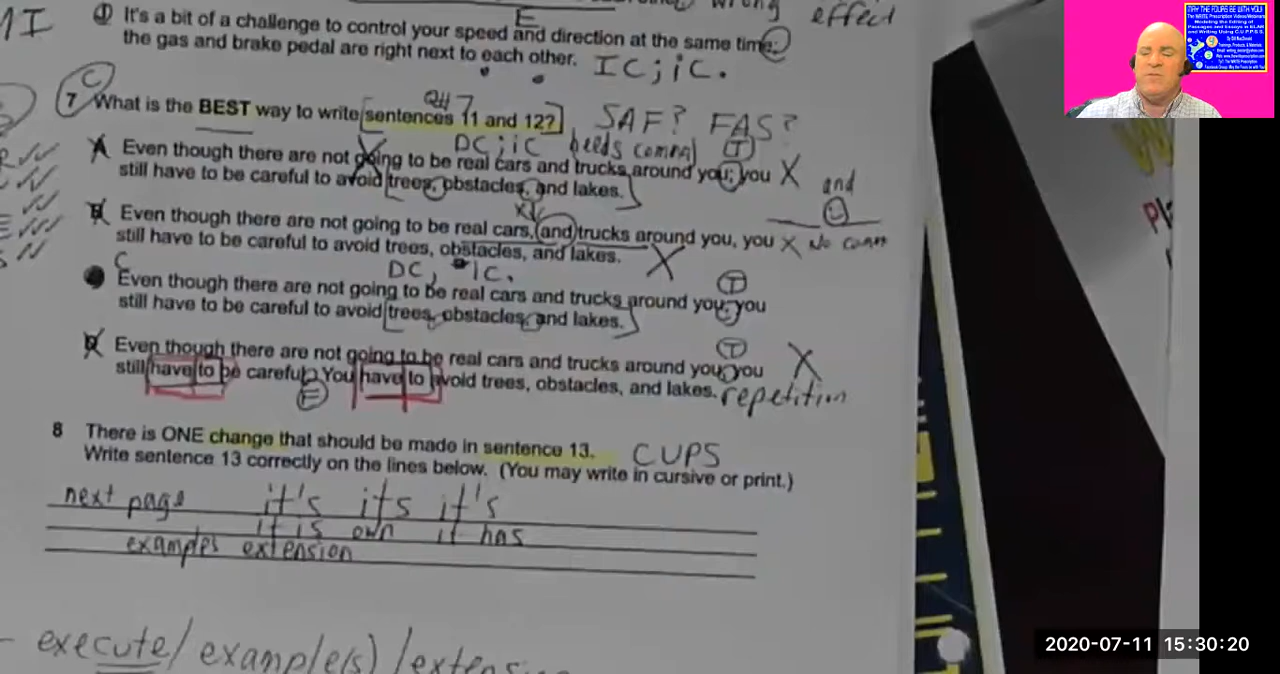 wrong effect
MI
E
J It's a bit of a challenge to control your speed and direction at the same time;
the gas and brake pedal are right next to each other. IC; iC.
C
7 What is the BEST way to write sentences 11 and 12? SAF? FAS?
DC; iC needs comma T
A Even though there are not going to be real cars and trucks around you; you X and
still have to be careful to avoid trees, obstacles, and lakes.
B Even though there are not going to be real cars, and trucks around you, you X No comm
still have to be careful to avoid trees, obstacles, and lakes. X
C DC, IC. T
Even though there are not going to be real cars and trucks around you, you
still have to be careful to avoid trees, obstacles, and lakes.
T
D Even though there are not going to be real cars and trucks around you, you X
still have to be careful. You have to avoid trees, obstacles, and lakes. repetition
8 There is ONE change that should be made in sentence 13. CUPS
Write sentence 13 correctly on the lines below. (You may write in cursive or print.)
next page it's its it's
it is own it has
examples extension
execute/example(s)/extensi
MAY THE FOURS BE WITH YOU!
2020-07-11 15:30:20